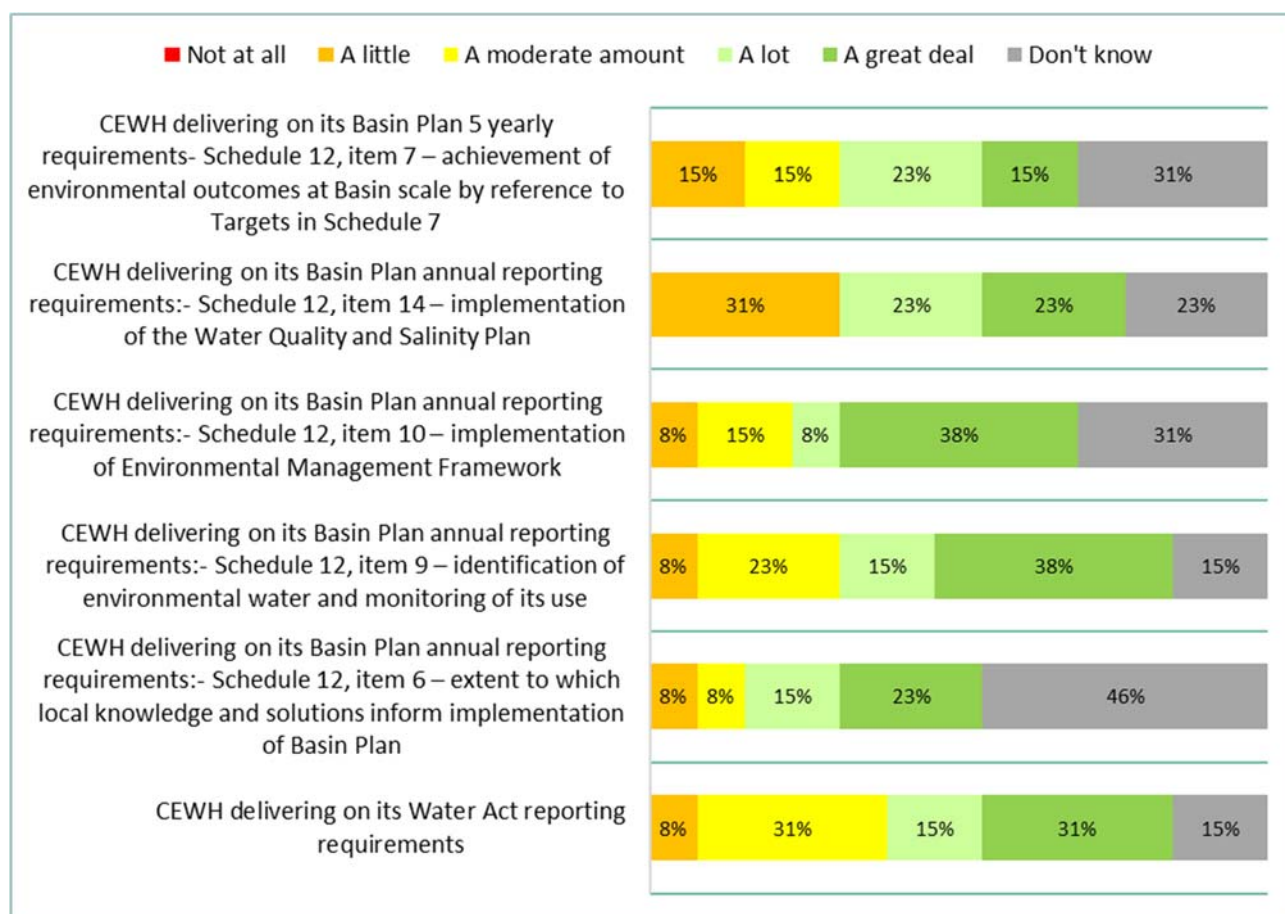 Not at all A little A moderate amount A lot A great deal Don't know
CEWH delivering on its Basin Plan 5 yearly
requirements- Schedule 12, item 7 – achievement of
environmental outcomes at Basin scale by reference to
Targets in Schedule 7
15% 15% 23% 15% 31%
CEWH delivering on its Basin Plan annual reporting
requirements:- Schedule 12, item 14 – implementation
of the Water Quality and Salinity Plan
31% 23% 23% 23%
CEWH delivering on its Basin Plan annual reporting
requirements:- Schedule 12, item 10 – implementation
of Environmental Management Framework
8% 15% 8% 38% 31%
CEWH delivering on its Basin Plan annual reporting
requirements:- Schedule 12, item 9 – identification of
environmental water and monitoring of its use
8% 23% 15% 38% 15%
CEWH delivering on its Basin Plan annual reporting
requirements:- Schedule 12, item 6 – extent to which
local knowledge and solutions inform implementation
of Basin Plan
8% 8% 15% 23% 46%
CEWH delivering on its Water Act reporting
requirements
8% 31% 15% 31% 15%